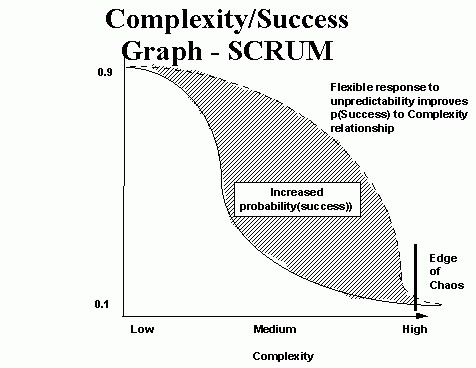 Complexity/Success
Graph - SCRUM
0.9
Flexible response to
unpredictability improves
p(Success) to Complexity
relationship
Increased
probability(success))
Edge
of
Chaos
0.1
Low Medium High
Complexity